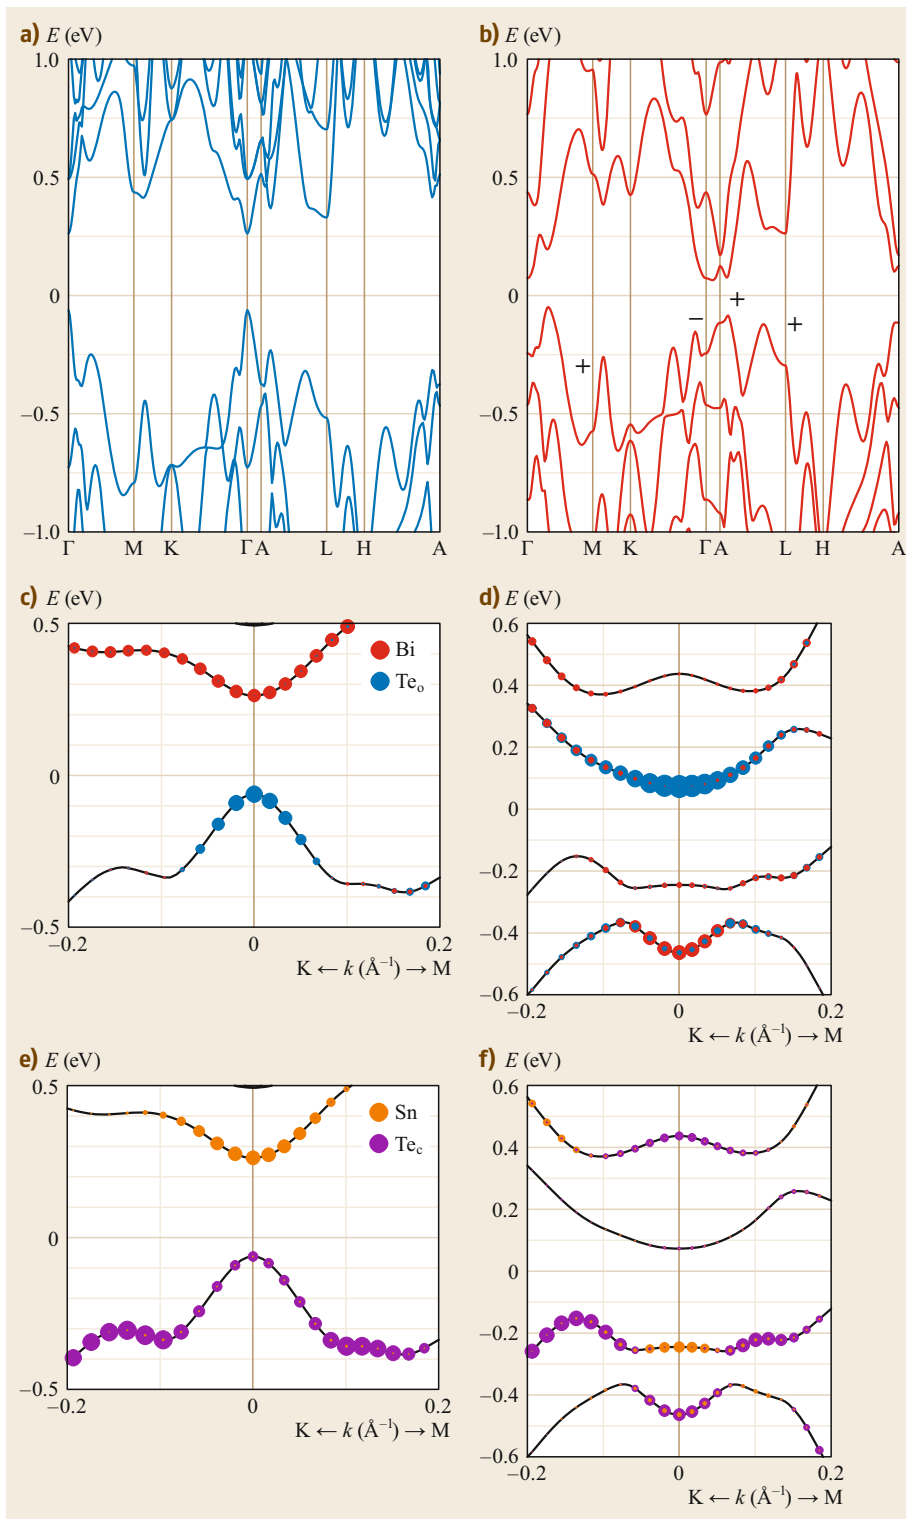 a) E (eV)
1.0
0.5
0
−0.5
−1.0
Γ M K Γ A L H A
b) E (eV)
1.0
0.5
0
−0.5
−1.0
+ − + +
Γ M K Γ A L H A
c) E (eV)
0.5
0
−0.5
−0.2 0 0.2
K ← k (Å⁻¹) → M
Bi
Teₒ
d) E (eV)
0.6
0.4
0.2
0
−0.2
−0.4
−0.6
−0.2 0 0.2
K ← k (Å⁻¹) → M
e) E (eV)
0.5
0
−0.5
−0.2 0 0.2
K ← k (Å⁻¹) → M
Sn
Te_c
f) E (eV)
0.6
0.4
0.2
0
−0.2
−0.4
−0.6
−0.2 0 0.2
K ← k (Å⁻¹) → M